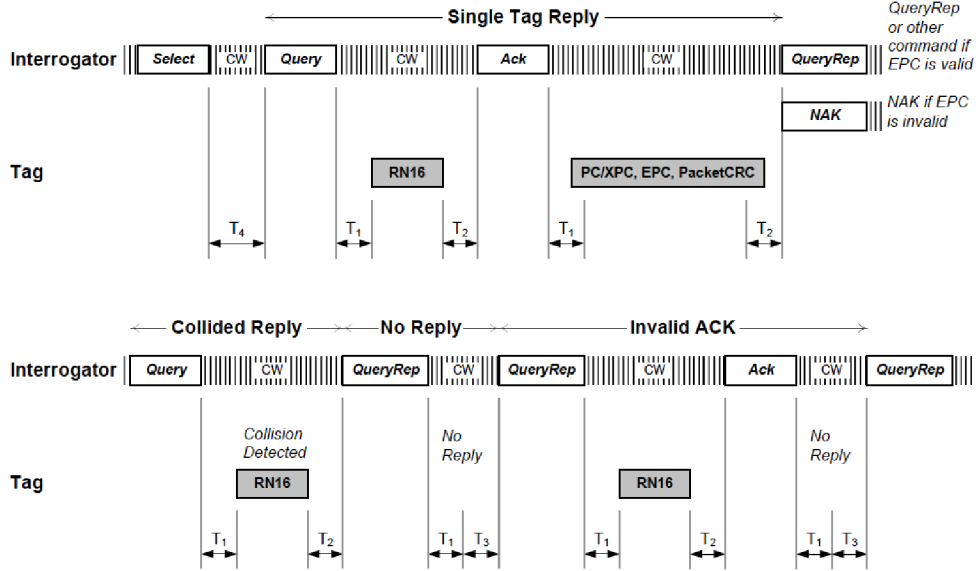 Single Tag Reply
QueryRep
or other
command if
EPC is valid
Interrogator Select CW Query CW Ack CW QueryRep
NAK
NAK if EPC
is invalid
Tag RN16 PC/XPC, EPC, PacketCRC
T4 T1 T2 T1 T2
Collided Reply No Reply Invalid ACK
Interrogator Query CW QueryRep CW QueryRep CW Ack CW QueryRep
Collision
Detected
No
Reply
No
Reply
Tag RN16 RN16
T1 T2 T1 T3 T1 T2 T1 T3